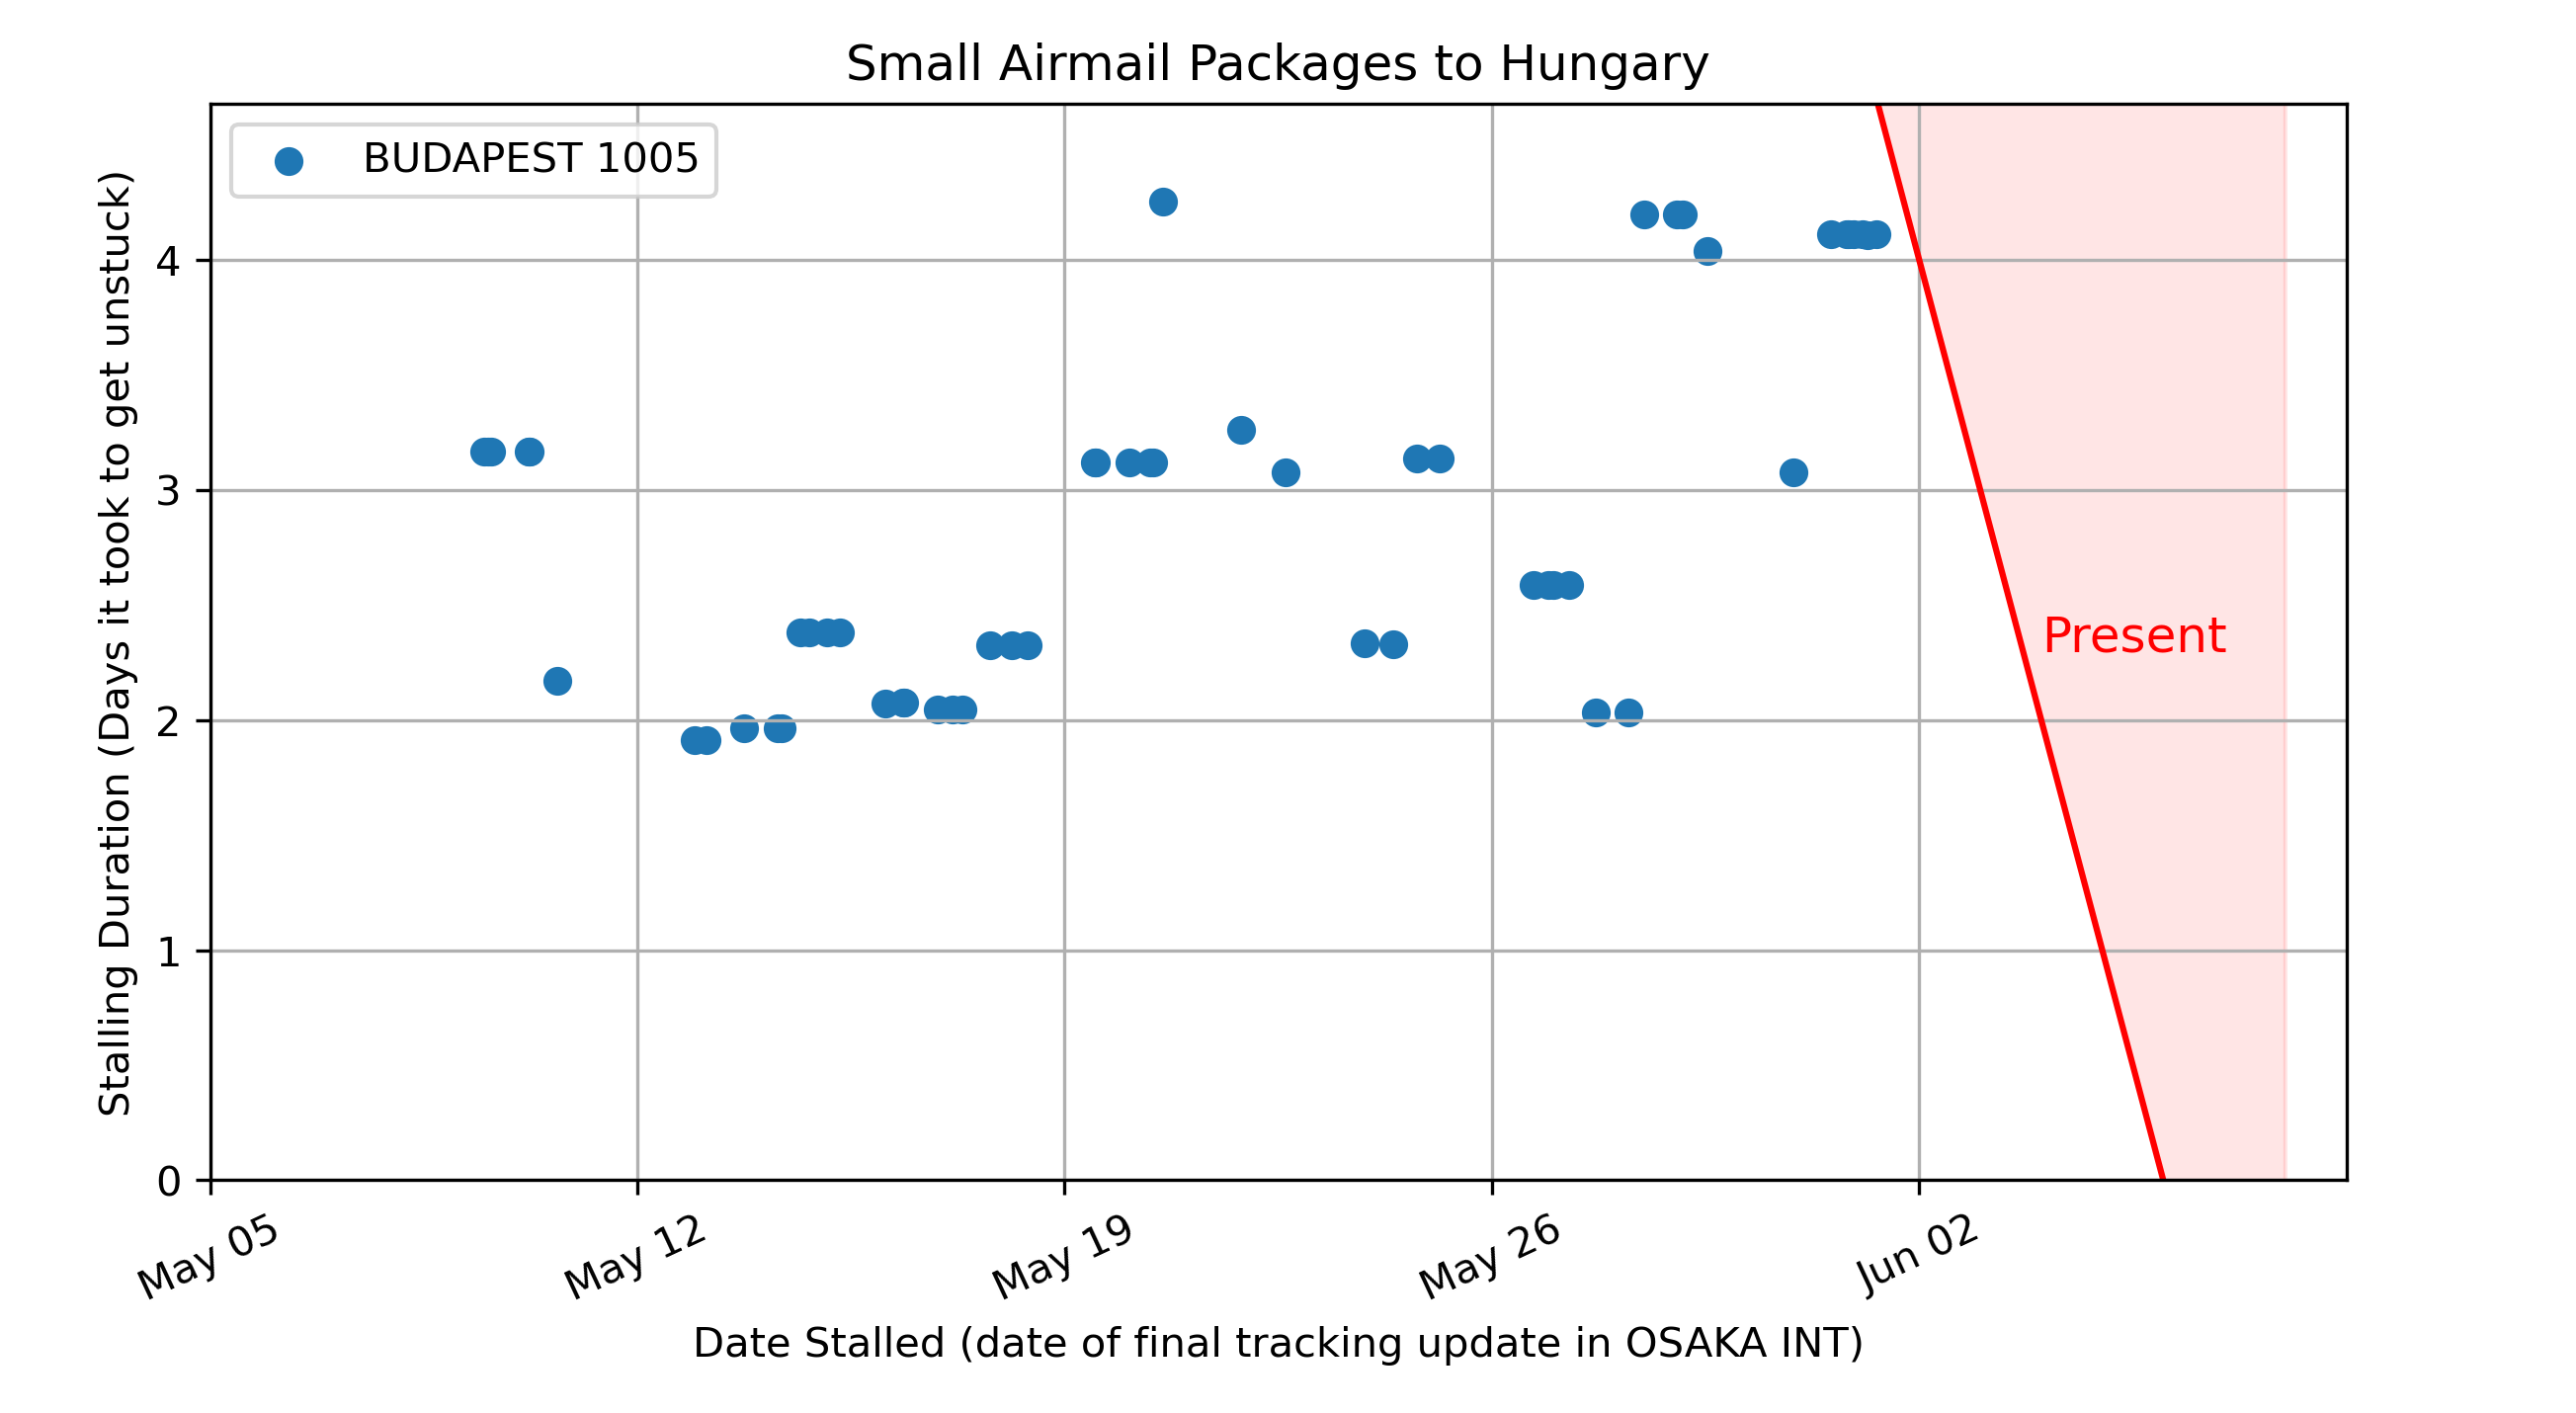 Small Airmail Packages to Hungary
BUDAPEST 1005
Stalling Duration (Days it took to get unstuck)
4
3
2
1
0
Present
May 05
May 12
May 19
May 26
Jun 02
Date Stalled (date of final tracking update in OSAKA INT)